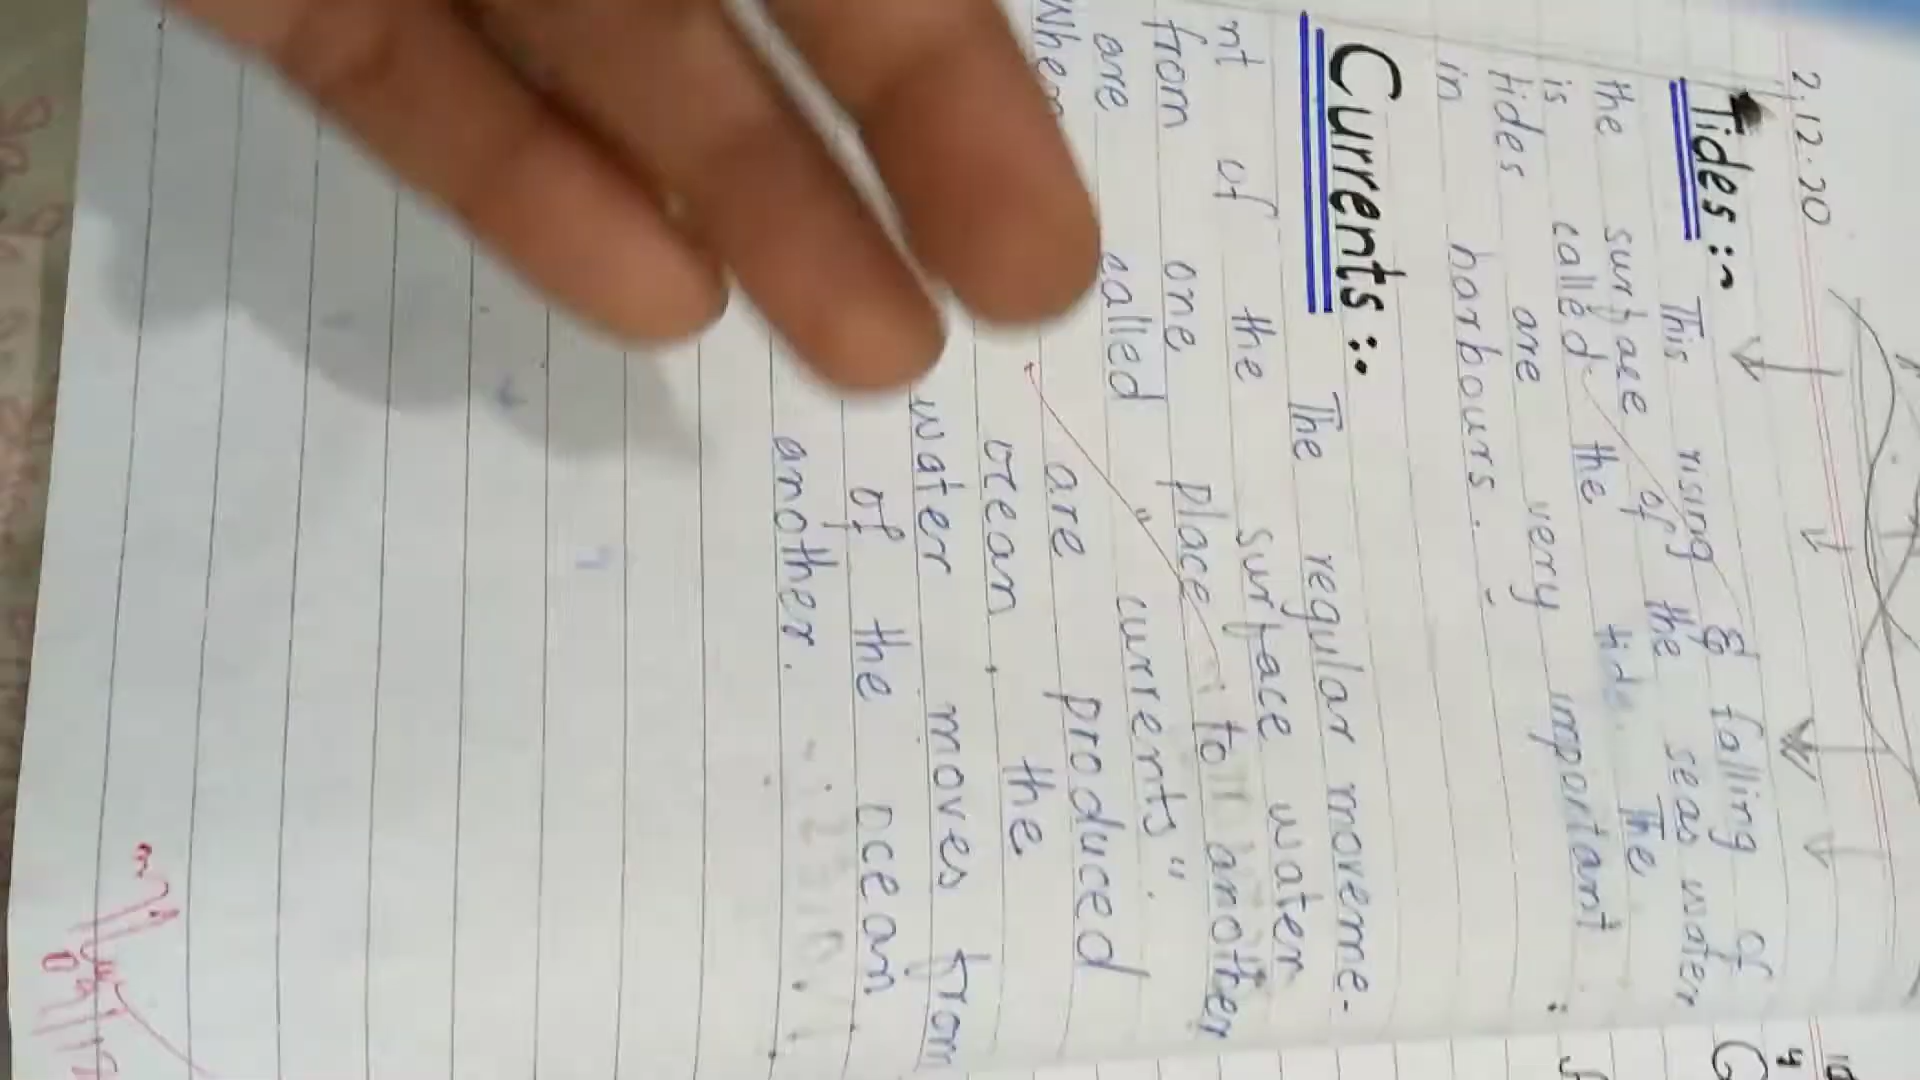 2.12.20
Tides :~
This rising & falling of
the surface of the sea water
is called the tide. The
tides are very important
in harbours.
Currents :.
The regular moveme-
nt of the surface water
from one place to another
are called "currents".
When are produced
ocean, the
water moves from
of the ocean
another.